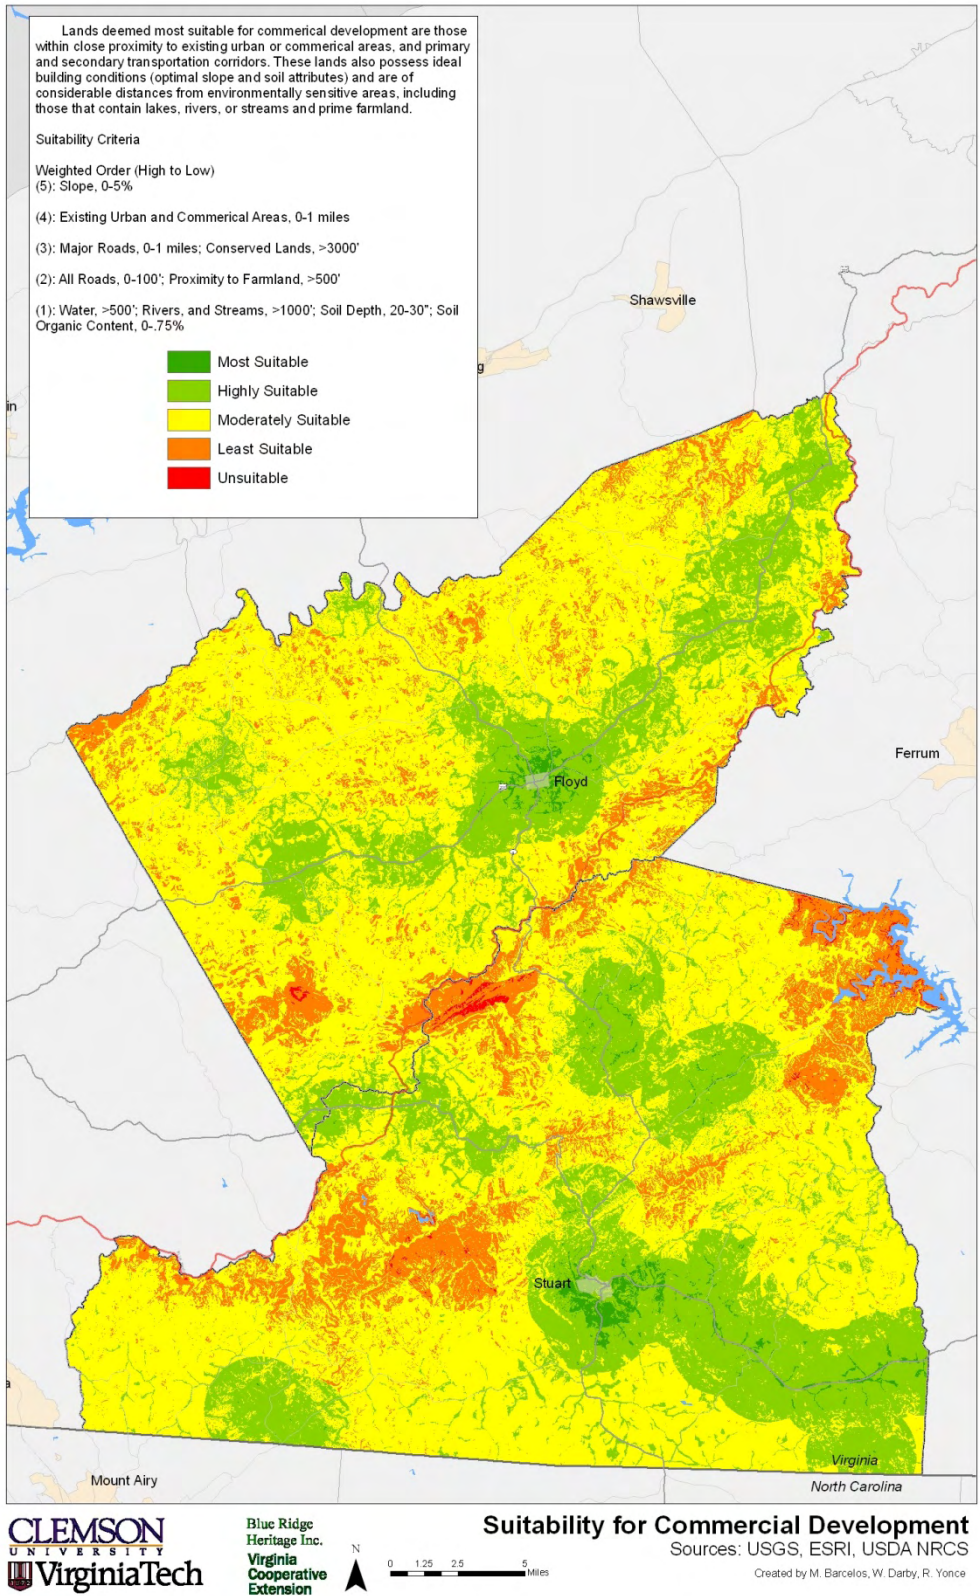 Lands deemed most suitable for commerical development are those
within close proximity to existing urban or commerical areas, and primary
and secondary transportation corridors. These lands also possess ideal
building conditions (optimal slope and soil attributes) and are of
considerable distances from environmentally sensitive areas, including
those that contain lakes, rivers, or streams and prime farmland.
Suitability Criteria
Weighted Order (High to Low)
(5): Slope, 0-5%
(4): Existing Urban and Commerical Areas, 0-1 miles
(3): Major Roads, 0-1 miles; Conserved Lands, >3000'
(2): All Roads, 0-100'; Proximity to Farmland, >500'
(1): Water, >500'; Rivers, and Streams, >1000'; Soil Depth, 20-30"; Soil
Organic Content, 0-.75%
Most Suitable
Highly Suitable
Moderately Suitable
Least Suitable
Unsuitable
Shawsville
g
in
Ferrum
Floyd
Stuart
a
Mount Airy
Virginia
North Carolina
CLEMSON
UNIVERSITY
VirginiaTech
Blue Ridge
Heritage Inc.
Virginia
Cooperative
Extension
N
0 1.25 2.5 5
Miles
Suitability for Commercial Development
Sources: USGS, ESRI, USDA NRCS
Created by M. Barcelos, W. Darby, R. Yonce